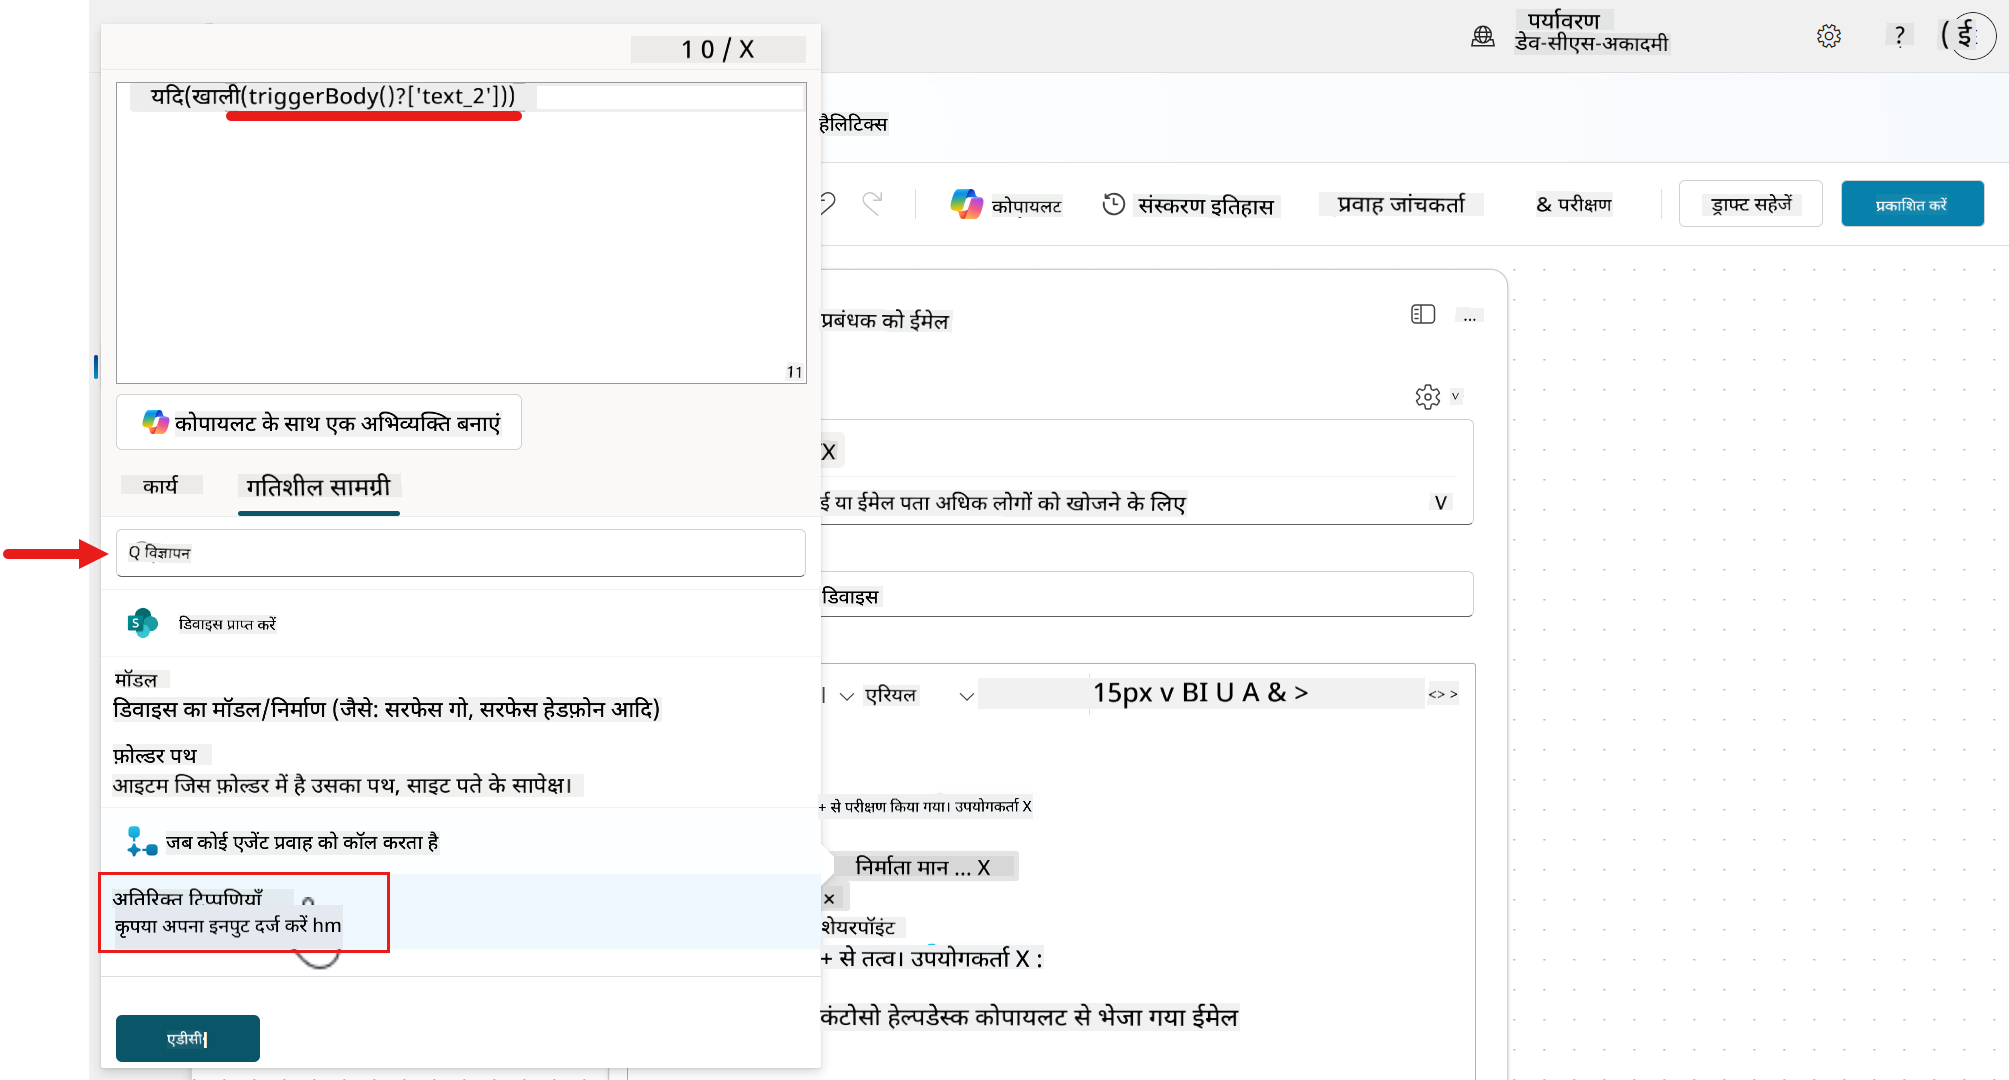 10/X
पर्यावरण
डेव-सीएस-अकादमी
?
(ई
यदि(खाली(triggerBody()?['text_2']))
हैलिटिक्स
कोपायलट
संस्करण इतिहास
प्रवाह जांचकर्ता
& परीक्षण
ड्राफ्ट सहेजें
प्रकाशित करें
प्रबंधक को ईमेल
...
11
v
कोपायलट के साथ एक अभिव्यक्ति बनाएं
X
कार्य
गतिशील सामग्री
ई या ईमेल पता अधिक लोगों को खोजने के लिए
V
Q विज्ञापन
डिवाइस
डिवाइस प्राप्त करें
मॉडल
डिवाइस का मॉडल/निर्माण (जैसे: सरफेस गो, सरफेस हेडफ़ोन आदि)
एरियल
15px v BI U A & >
<> >
फ़ोल्डर पथ
आइटम जिस फ़ोल्डर में है उसका पथ, साइट पते के सापेक्ष।
+ से परीक्षण किया गया। उपयोगकर्ता X
जब कोई एजेंट प्रवाह को कॉल करता है
निर्माता मान ... X
×
अतिरिक्त टिप्पणियाँ
कृपया अपना इनपुट दर्ज करें hm
शेयरपॉइंट
+ से तत्व। उपयोगकर्ता X :
कंटोसो हेल्पडेस्क कोपायलट से भेजा गया ईमेल
एडीसी